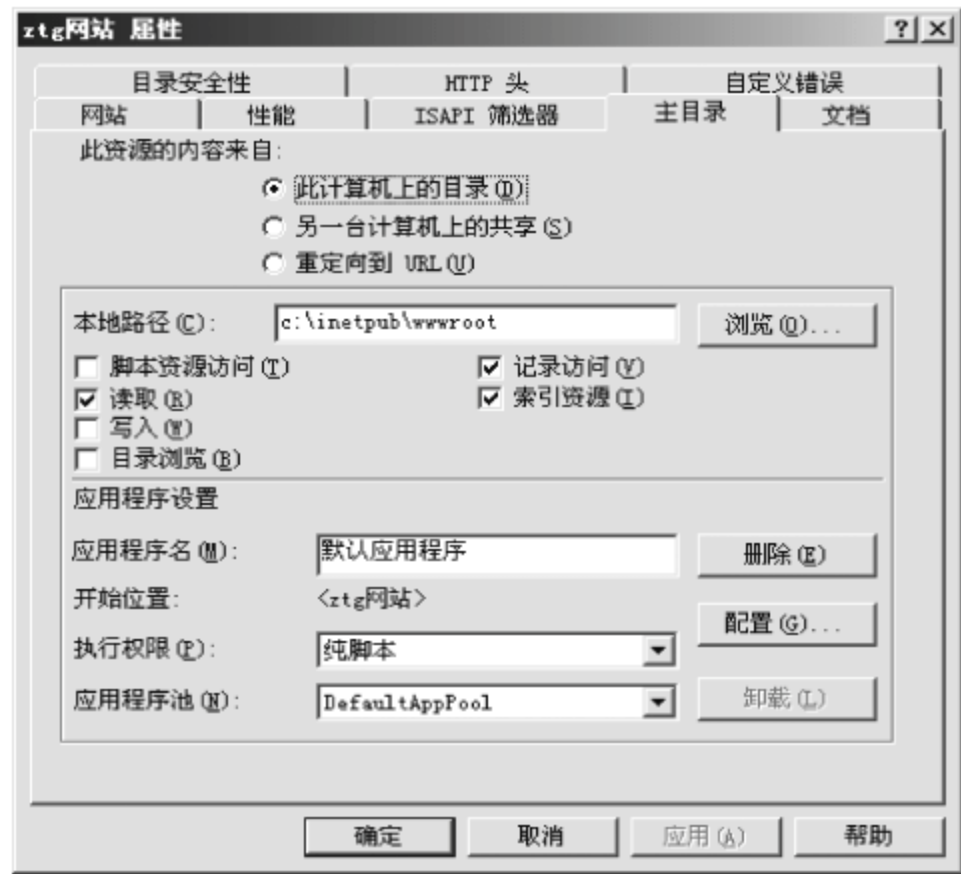 ztg网站 属性
目录安全性 HTTP 头 自定义错误
网站 性能 ISAPI 筛选器 主目录 文档
此资源的内容来自:
此计算机上的目录(D)
另一台计算机上的共享(S)
重定向到 URL(U)
本地路径(C): c:\inetpub\wwwroot 浏览(O)...
脚本资源访问(T) 记录访问(V)
读取(R) 索引资源(I)
写入(W)
目录浏览(B)
应用程序设置
应用程序名(M): 默认应用程序 删除(E)
开始位置: <ztg网站>
配置(G)...
执行权限(P): 纯脚本
应用程序池(N): DefaultAppPool 卸载(L)
确定 取消 应用(A) 帮助